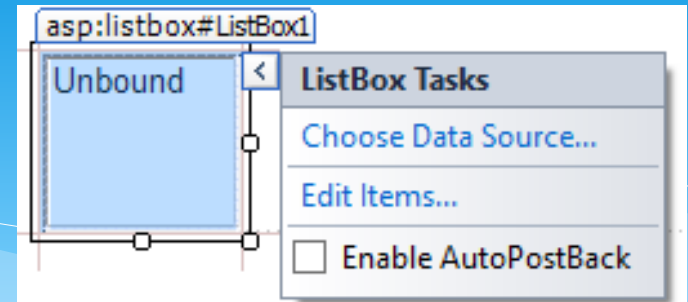 asp:listbox#ListBox1
Unbound
ListBox Tasks
Choose Data Source...
Edit Items...
Enable AutoPostBack